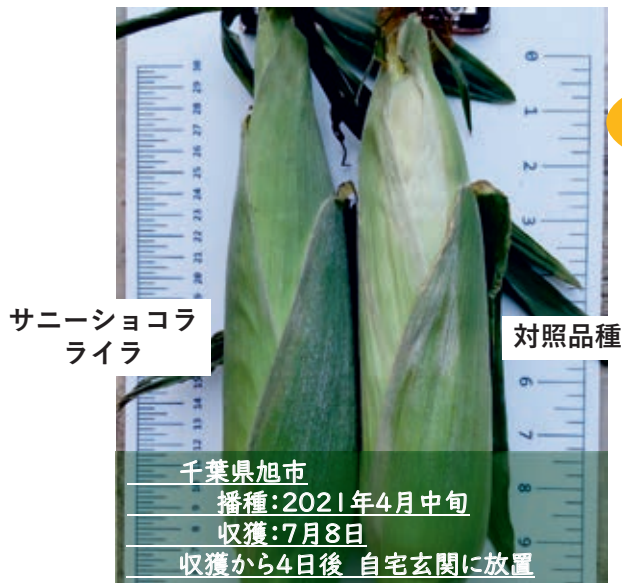 サニーショコラ
ライラ
対照品種
千葉県旭市
播種:2021年4月中旬
収獲:7月8日
収獲から4日後 自宅玄関に放置